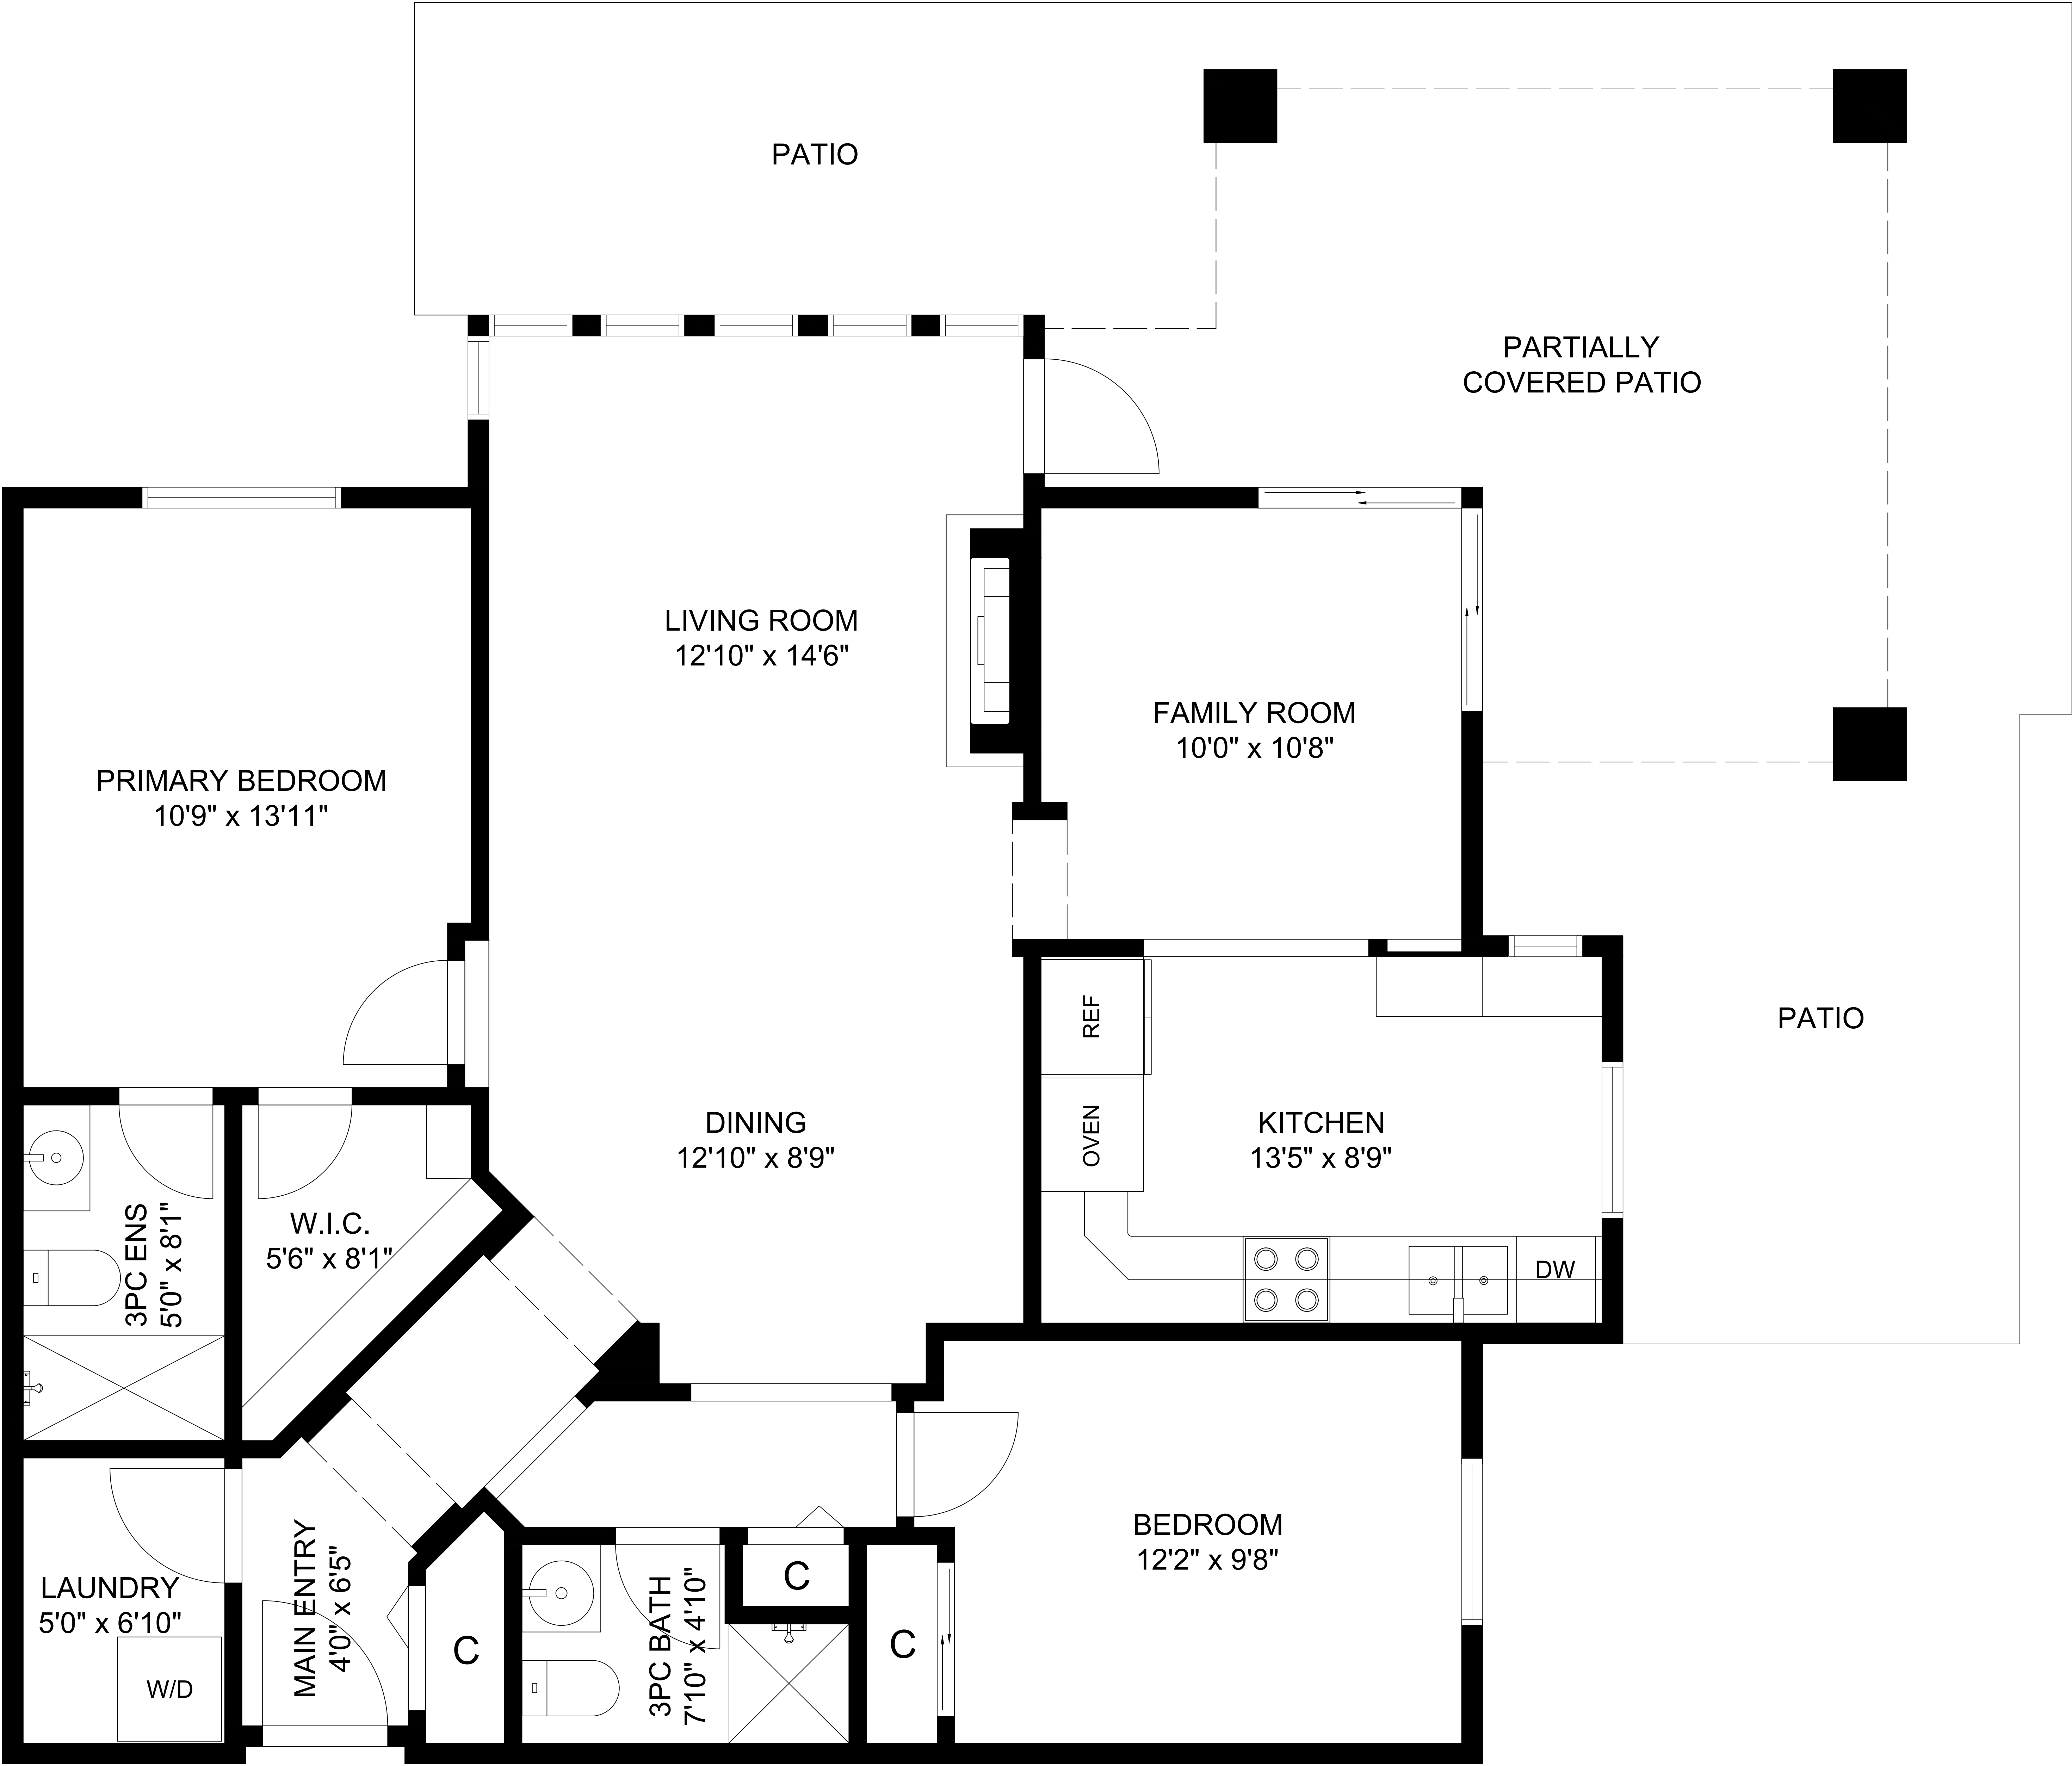 PATIO
PARTIALLY
COVERED PATIO
LIVING ROOM
12'10" x 14'6"
FAMILY ROOM
10'0" x 10'8"
PRIMARY BEDROOM
10'9" x 13'11"
REF
PATIO
OVEN
DINING
12'10" x 8'9"
KITCHEN
13'5" x 8'9"
3PC ENS
5'0" x 8'1"
W.I.C.
5'6" x 8'1"
DW
BEDROOM
12'2" x 9'8"
LAUNDRY
5'0" x 6'10"
MAIN ENTRY
4'0" x 6'5"
C
3PC BATH
7'10" x 4'10"
C
C
W/D